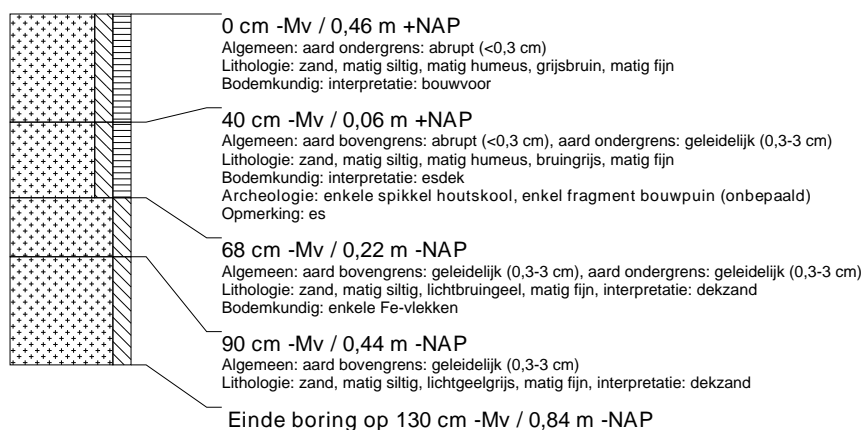 0 cm -Mv / 0,46 m +NAP
Algemeen: aard ondergrens: abrupt (<0,3 cm)
Lithologie: zand, matig siltig, matig humeus, grijsbruin, matig fijn
Bodemkundig: interpretatie: bouwvoor
40 cm -Mv / 0,06 m +NAP
Algemeen: aard bovengrens: abrupt (<0,3 cm), aard ondergrens: geleidelijk (0,3-3 cm)
Lithologie: zand, matig siltig, matig humeus, bruingrijs, matig fijn
Bodemkundig: interpretatie: esdek
Archeologie: enkele spikkel houtskool, enkel fragment bouwpuin (onbepaald)
Opmerking: es
68 cm -Mv / 0,22 m -NAP
Algemeen: aard bovengrens: geleidelijk (0,3-3 cm), aard ondergrens: geleidelijk (0,3-3 cm)
Lithologie: zand, matig siltig, lichtbruingeel, matig fijn, interpretatie: dekzand
Bodemkundig: enkele Fe-vlekken
90 cm -Mv / 0,44 m -NAP
Algemeen: aard bovengrens: geleidelijk (0,3-3 cm)
Lithologie: zand, matig siltig, lichtgeelgrijs, matig fijn, interpretatie: dekzand
Einde boring op 130 cm -Mv / 0,84 m -NAP